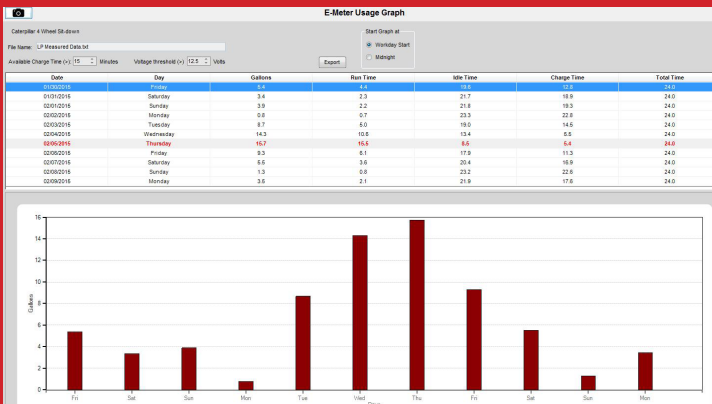 E-Meter Usage Graph
Caterpillar 4 Wheel Sit-down
Start Graph at
File Name: LP Measured Data.txt
Workday Start
Midnight
Available Charge Time (>): 15 Minutes Voltage threshold (>) 12.5 Volts
Export
Date Day Gallons Run Time Idle Time Charge Time Total Time
01/30/2015 Friday 5.4 4.4 19.6 12.8 24.0
01/31/2015 Saturday 3.4 2.3 21.7 18.9 24.0
02/01/2015 Sunday 3.9 2.2 21.8 19.3 24.0
02/02/2015 Monday 0.8 0.7 23.3 22.8 24.0
02/03/2015 Tuesday 8.7 5.0 19.0 14.5 24.0
02/04/2015 Wednesday 14.3 10.6 13.4 8.8 24.0
02/05/2015 Thursday 15.7 15.5 8.5 5.4 24.0
02/06/2015 Friday 9.3 6.1 17.9 11.3 24.0
02/07/2015 Saturday 5.5 3.6 20.4 16.9 24.0
02/08/2015 Sunday 1.3 0.8 23.2 22.6 24.0
02/09/2015 Monday 3.5 2.1 21.9 17.6 24.0
16
14
12
10
8
6
4
2
0
Gallons
Fri Sat Sun Mon Tue Wed Thu Fri Sat Sun Mon